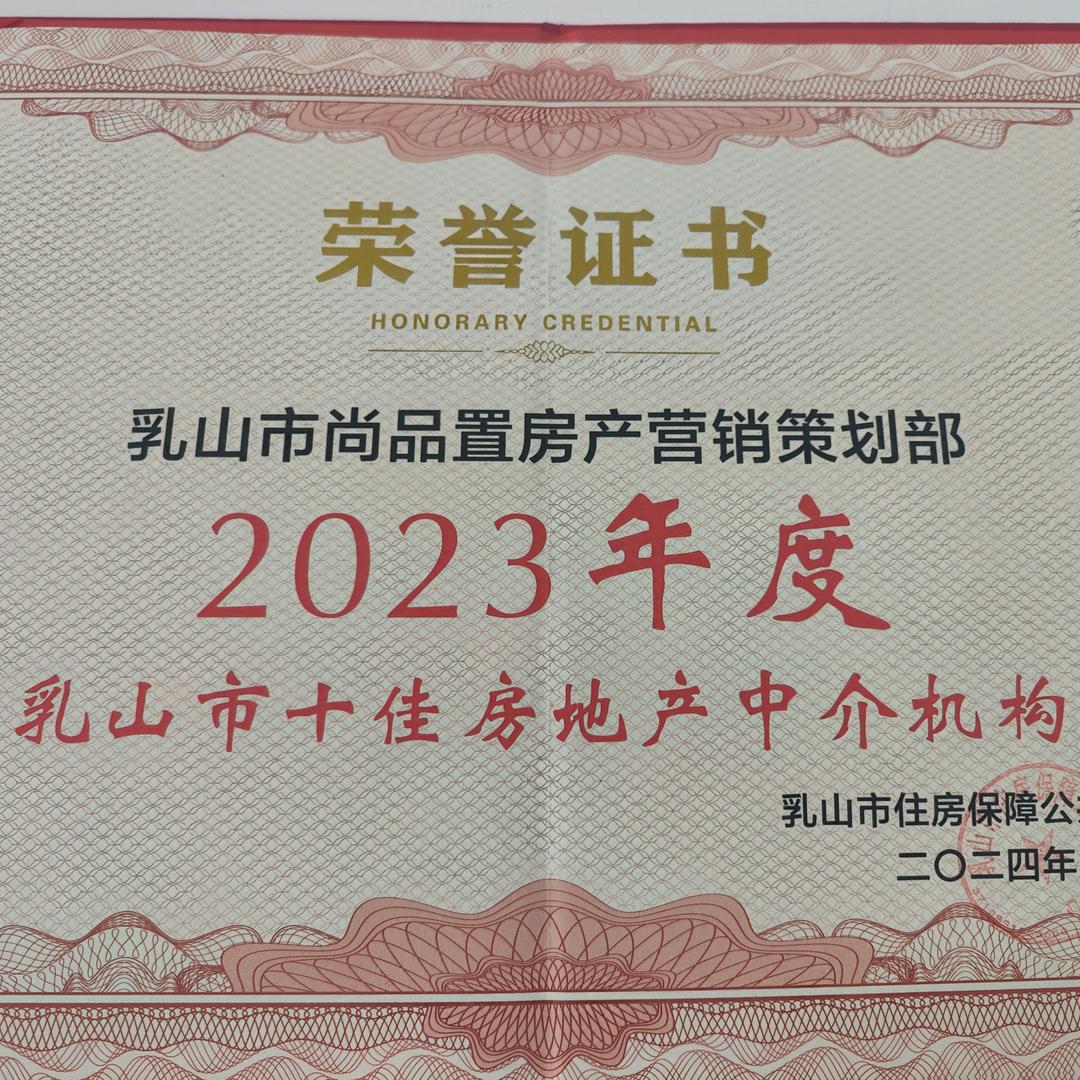 荣誉证书
HONORARY CREDENTIAL
乳山市尚品置房产营销策划部
2023年度
乳山市十佳房地产中介机构
乳山市住房保障公
二〇二四年